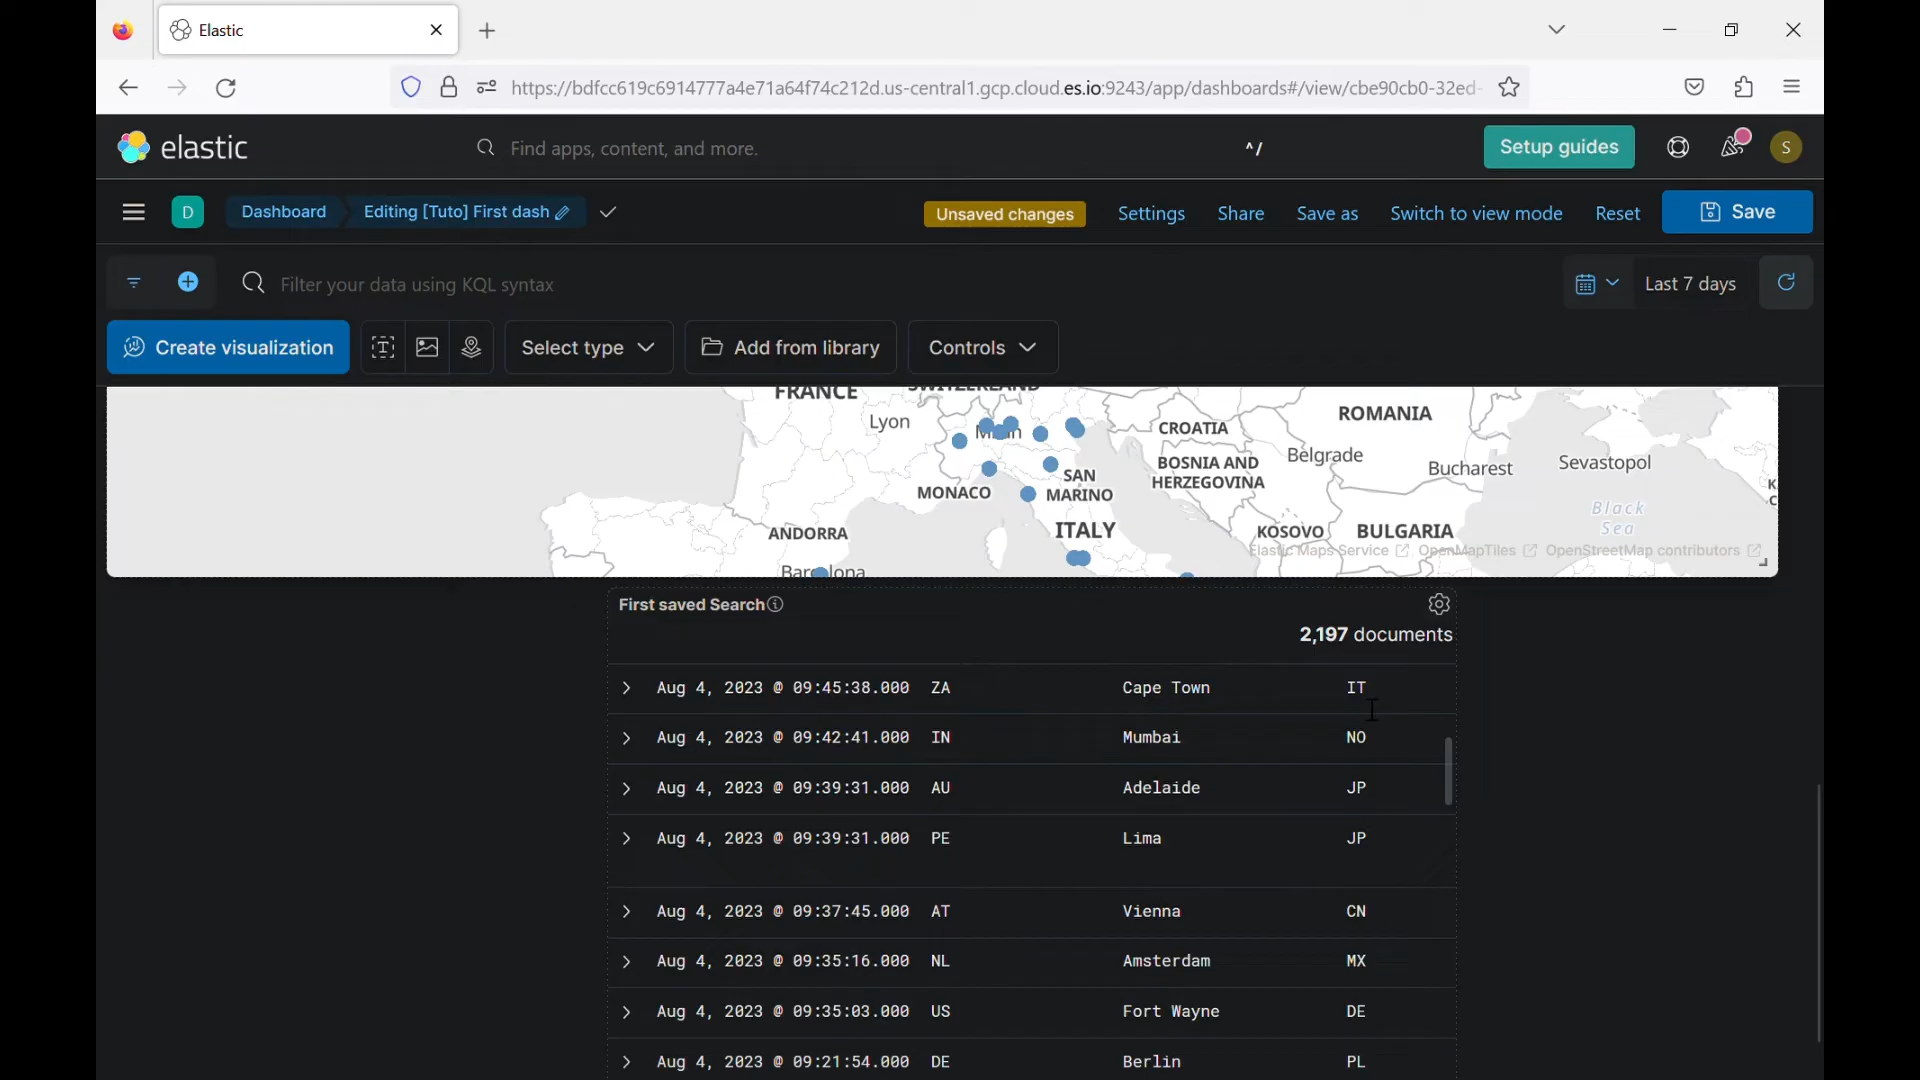 Elastic
https://bdfcc619c6914777a4e71a64f74c212d.us-central1.gcp.cloud.es.io:9243/app/dashboards#/view/cbe90cb0-32ed-
elastic
Find apps, content, and more.
^/
Setup guides
S
D
Dashboard
Editing [Tuto] First dash
Unsaved changes
Settings
Share
Save as
Switch to view mode
Reset
Save
Filter your data using KQL syntax
Last 7 days
Create visualization
Select type
Add from library
Controls
FRANCE
SWITZERLAND
Lyon
Milan
CROATIA
ROMANIA
Belgrade
BOSNIA AND
HERZEGOVINA
Bucharest
Sevastopol
SAN
MARINO
MONACO
Black
Sea
ANDORRA
ITALY
KOSOVO
BULGARIA
Elastic Maps Service
OpenMapTiles
OpenStreetMap contributors
Barcelona
First saved Search
2,197 documents
Aug 4, 2023 @ 09:45:38.000 ZA Cape Town IT
Aug 4, 2023 @ 09:42:41.000 IN Mumbai NO
Aug 4, 2023 @ 09:39:31.000 AU Adelaide JP
Aug 4, 2023 @ 09:39:31.000 PE Lima JP
Aug 4, 2023 @ 09:37:45.000 AT Vienna CN
Aug 4, 2023 @ 09:35:16.000 NL Amsterdam MX
Aug 4, 2023 @ 09:35:03.000 US Fort Wayne DE
Aug 4, 2023 @ 09:21:54.000 DE Berlin PL